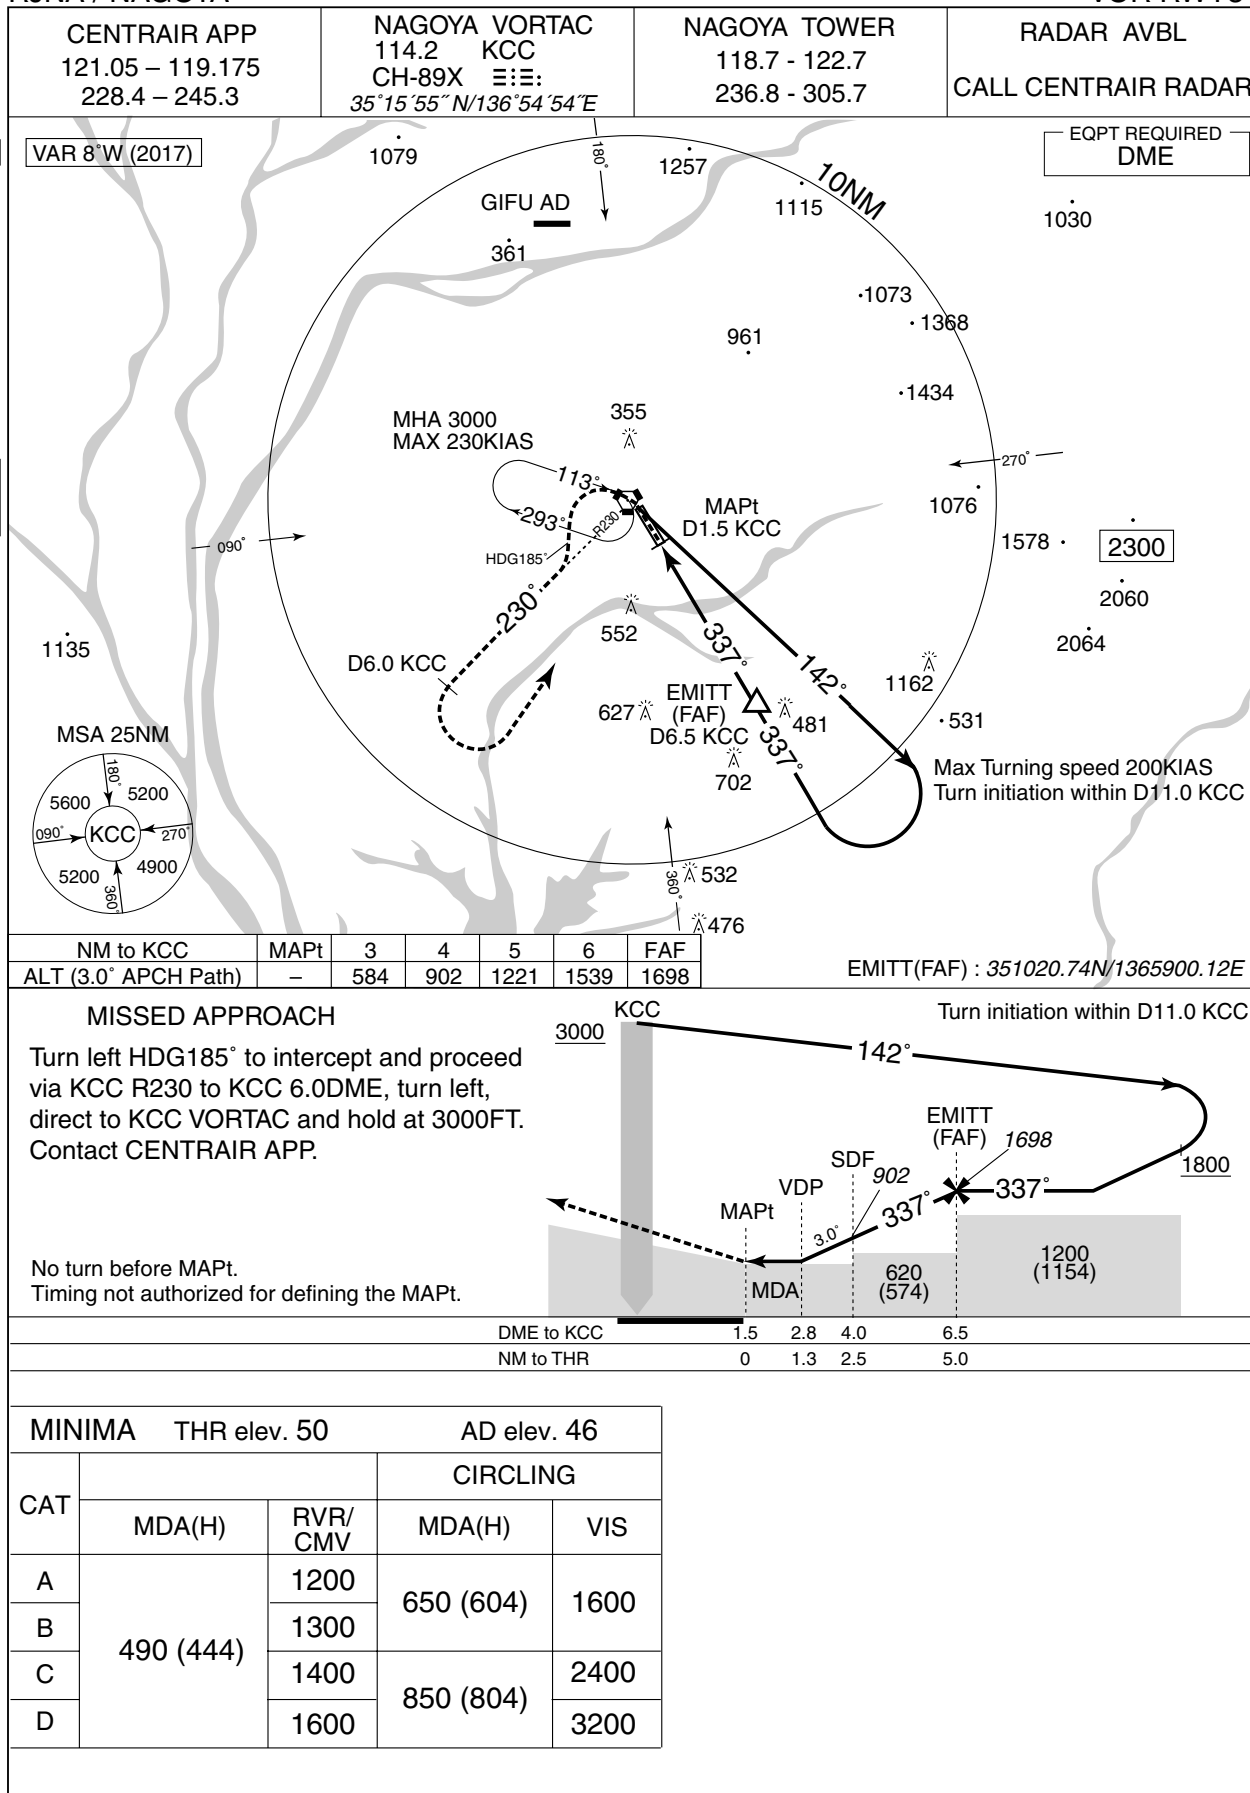 RJNA / NAGOYA
CENTRAIR APP
121.05 – 119.175
228.4 – 245.3
NAGOYA VORTAC
114.2 KCC
CH-89X
35°15´55˝ N/136°54´54˝E
NAGOYA TOWER
118.7 - 122.7
236.8 - 305.7
RADAR AVBL
CALL CENTRAIR RADAR
VAR 8°W (2017)
EQPT REQUIRED
DME
1079
180°
1257
10NM
1115
1030
GIFU AD
361
1073
1368
961
1434
355
MHA 3000
MAX 230KIAS
113°
293°
R230
HDG185°
MAPt
D1.5 KCC
270°
1076
1578
2300
2060
2064
090°
230°
552
337°
142°
1162
1135
D6.0 KCC
EMITT
(FAF)
D6.5 KCC
627
481
531
337°
702
Max Turning speed 200KIAS
Turn initiation within D11.0 KCC
MSA 25NM
180°
5600
5200
090°
KCC
270°
5200
4900
360°
360°
532
476
NM to KCC MAPt 3 4 5 6 FAF
ALT (3.0° APCH Path) – 584 902 1221 1539 1698
EMITT(FAF) : 351020.74N/1365900.12E
MISSED APPROACH
Turn left HDG185° to intercept and proceed
via KCC R230 to KCC 6.0DME, turn left,
direct to KCC VORTAC and hold at 3000FT.
Contact CENTRAIR APP.
No turn before MAPt.
Timing not authorized for defining the MAPt.
KCC
3000
Turn initiation within D11.0 KCC
142°
EMITT
(FAF)
1698
1800
SDF
902
VDP
MAPt
337°
337°
3.0°
MDA
620
(574)
1200
(1154)
DME to KCC 1.5 2.8 4.0 6.5
NM to THR 0 1.3 2.5 5.0
MINIMA THR elev. 50 AD elev. 46
CAT
CIRCLING
MDA(H)
RVR/
CMV
MDA(H)
VIS
A
1200
650 (604)
1600
B
1300
490 (444)
C
1400
850 (804)
2400
D
1600
3200